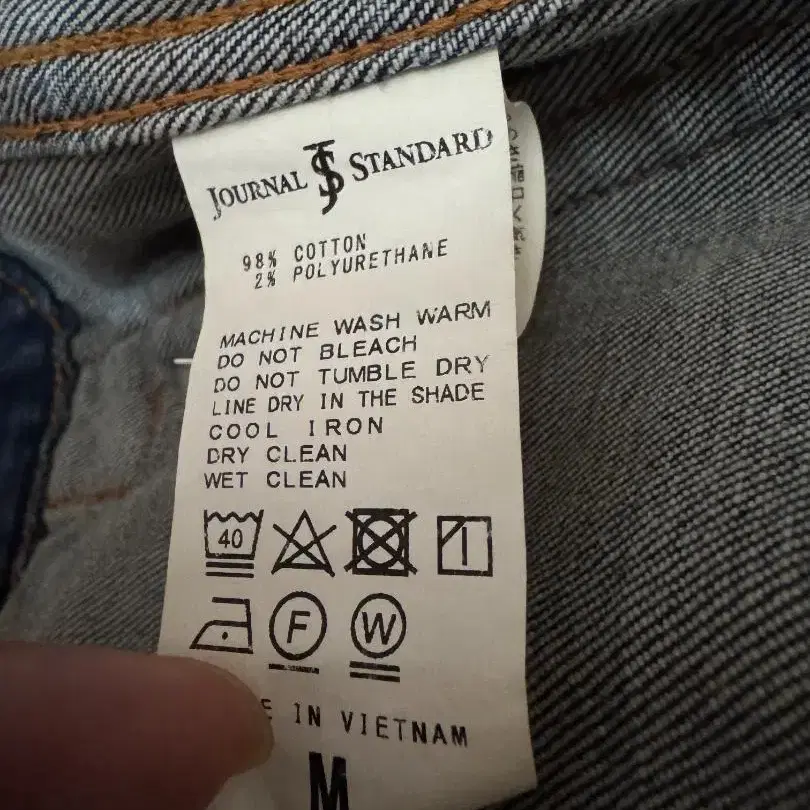 JOURNAL JS STANDARD
98% COTTON
2% POLYURETHANE
MACHINE WASH WARM
DO NOT BLEACH
DO NOT TUMBLE DRY
LINE DRY IN THE SHADE
COOL IRON
DRY CLEAN
WET CLEAN
40
F W
IN VIETNAM
M